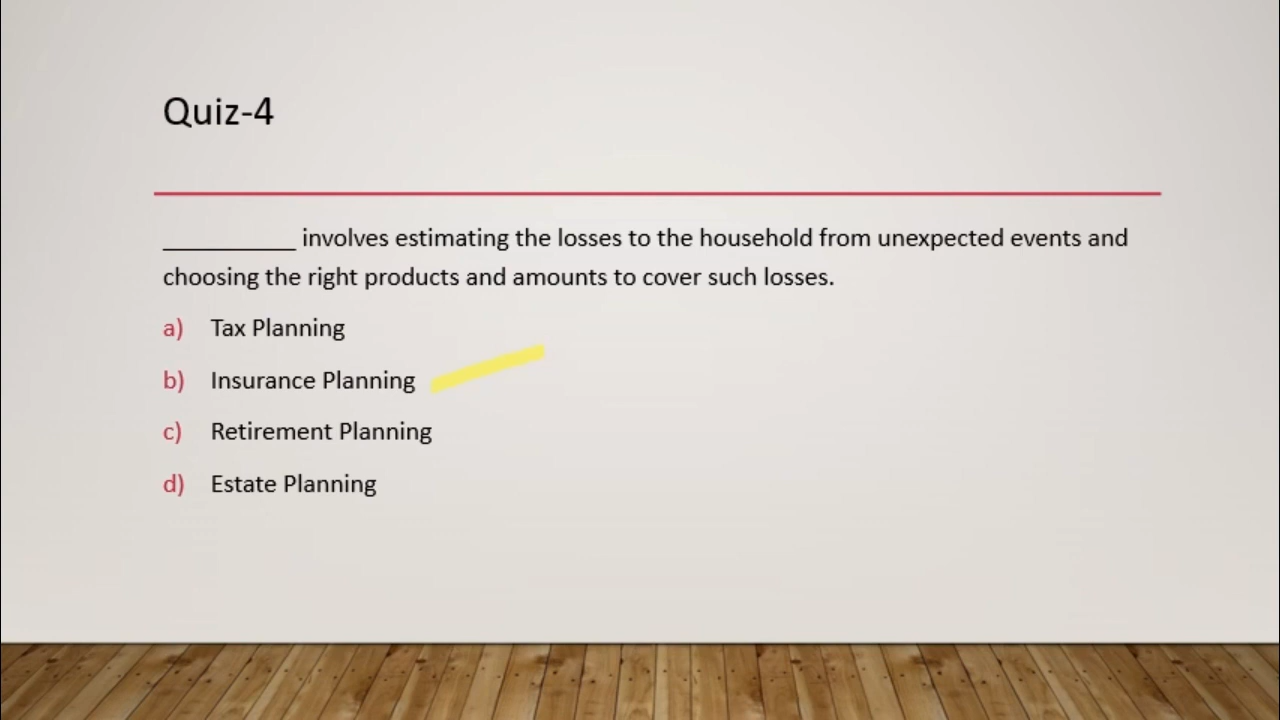 Quiz-4
__________ involves estimating the losses to the household from unexpected events and
choosing the right products and amounts to cover such losses.
a) Tax Planning
b) Insurance Planning
c) Retirement Planning
d) Estate Planning